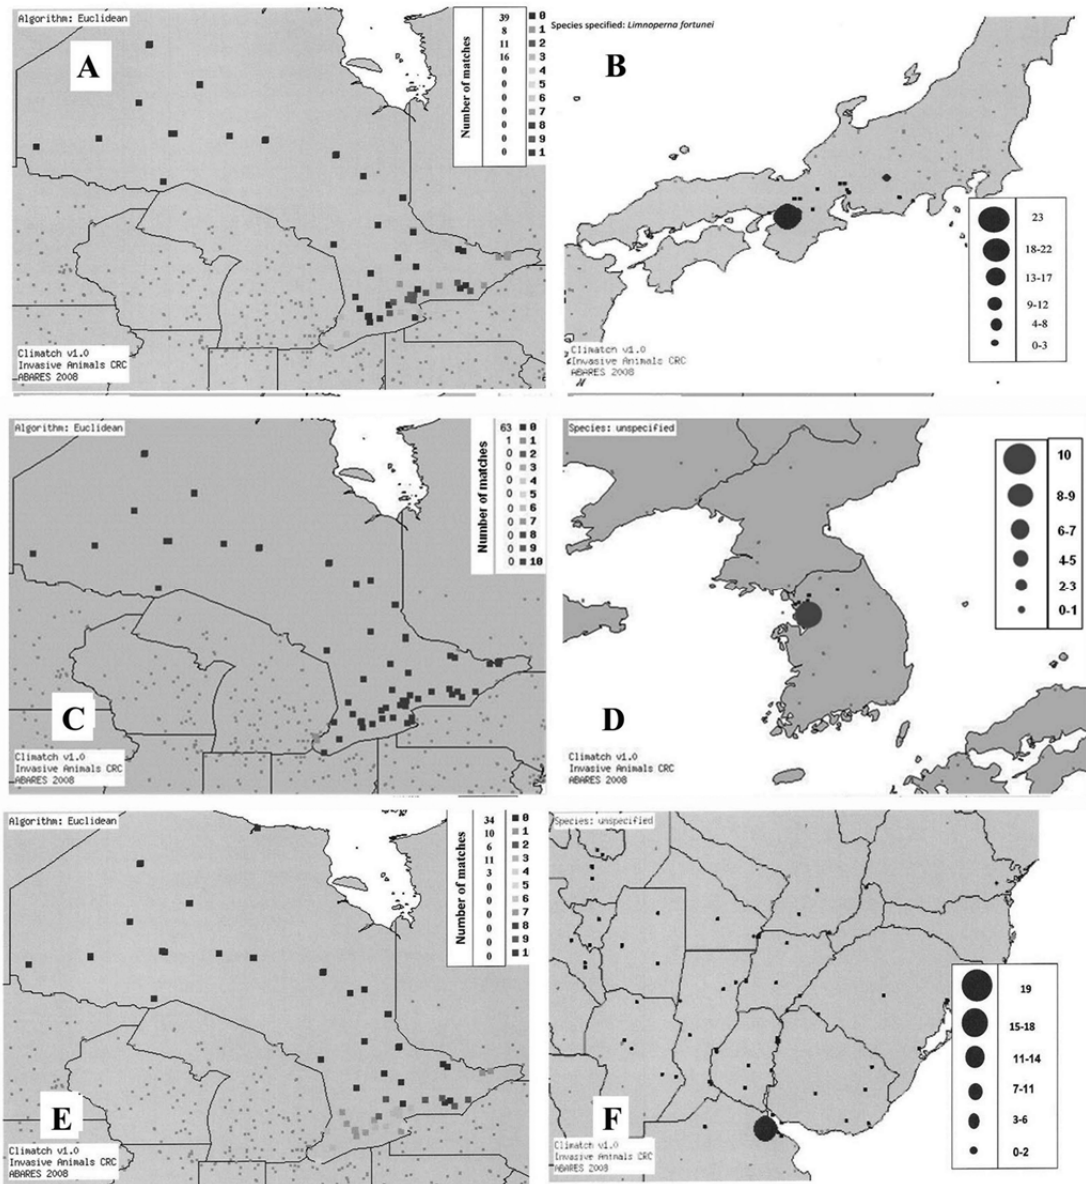 Algorithm: Euclidean
A
Number of matches
39 0
8 1
11 2
16 3
0 4
0 5
0 6
0 7
0 8
0 9
0 1
Climatch v1.0
Invasive Animals CRC
ABARES 2008
Species specified: Limnoperna fortunei
B
23
18-22
13-17
9-12
4-8
0-3
Climatch v1.0
Invasive Animals CRC
ABARES 2008
Algorithm: Euclidean
C
Number of matches
63 0
1 1
0 2
0 3
0 4
0 5
0 6
0 7
0 8
0 9
0 10
Climatch v1.0
Invasive Animals CRC
ABARES 2008
Species: unspecified
D
10
8-9
6-7
4-5
2-3
0-1
Climatch v1.0
Invasive Animals CRC
ABARES 2008
Algorithm: Euclidean
E
Number of matches
34 0
10 1
6 2
11 3
3 4
0 5
0 6
0 7
0 8
0 9
0 1
Climatch v1.0
Invasive Animals CRC
ABARES 2008
Species: unspecified
F
19
15-18
11-14
7-11
3-6
0-2
Climatch v1.0
Invasive Animals CRC
ABARES 2008